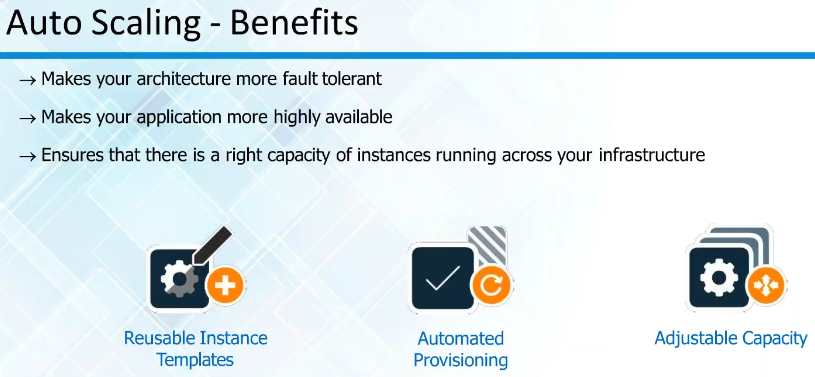 Auto Scaling - Benefits
→ Makes your architecture more fault tolerant
→ Makes your application more highly available
→ Ensures that there is a right capacity of instances running across your infrastructure
Reusable Instance
Templates
Automated
Provisioning
Adjustable Capacity